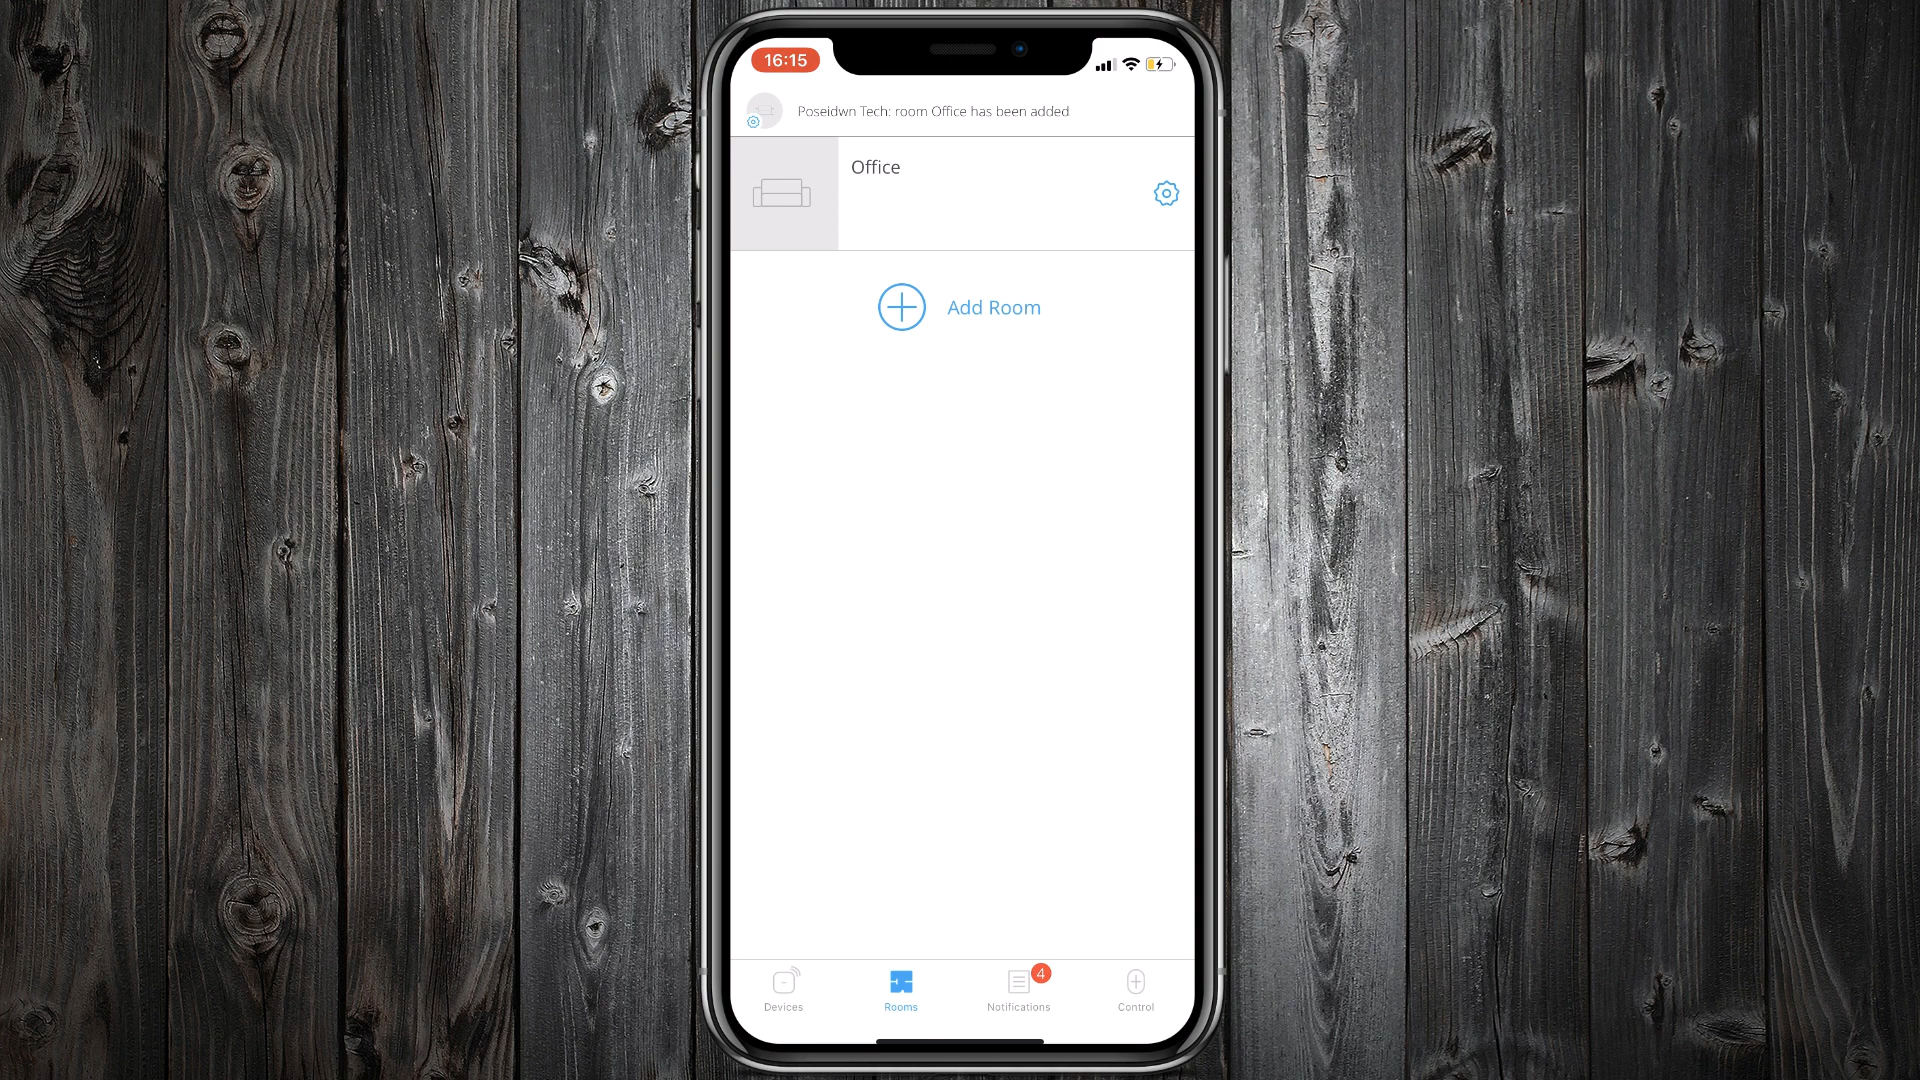 16:15
Poseidwn Tech: room Office has been added
Office
Add Room
4
Devices
Rooms
Notifications
Control